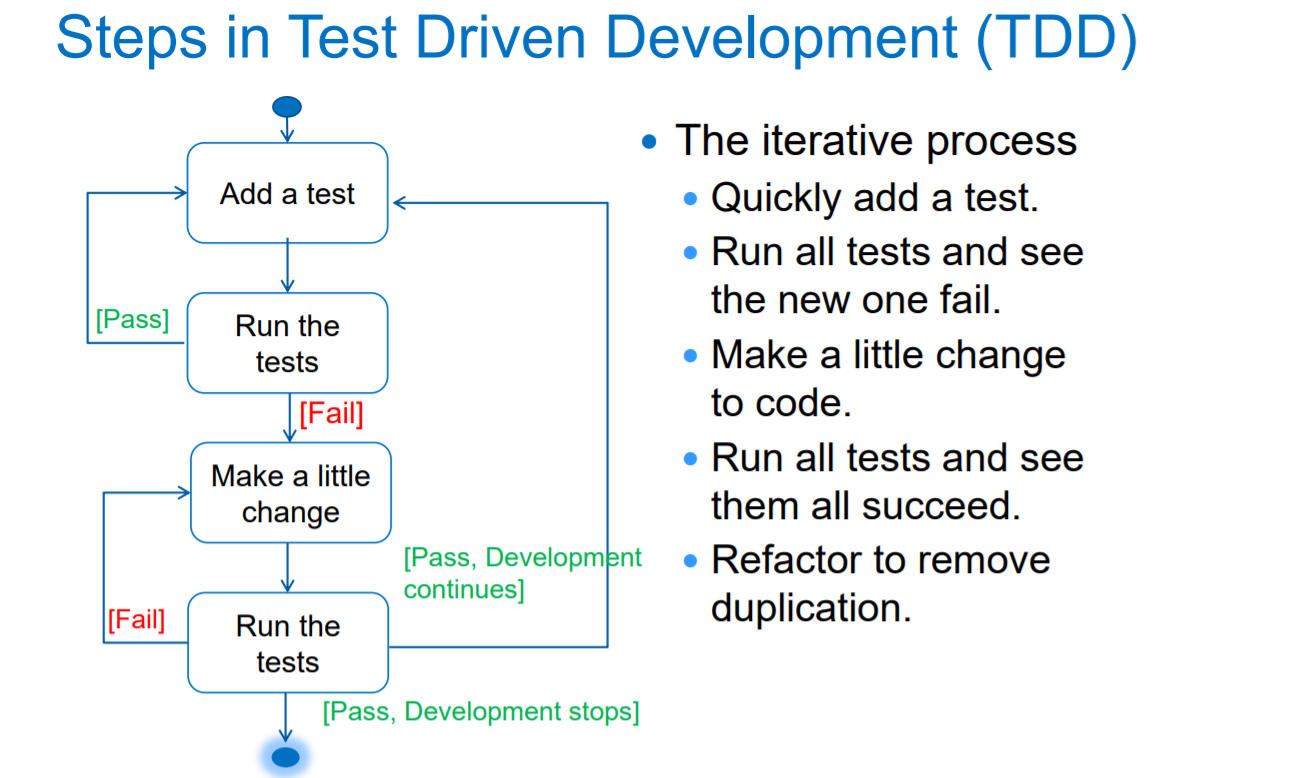 Steps in Test Driven Development (TDD)
Add a test
[Pass]
Run the
tests
[Fail]
Make a little
change
[Pass, Development
continues]
[Fail]
Run the
tests
[Pass, Development stops]
The iterative process
Quickly add a test.
Run all tests and see
the new one fail.
Make a little change
to code.
Run all tests and see
them all succeed.
Refactor to remove
duplication.